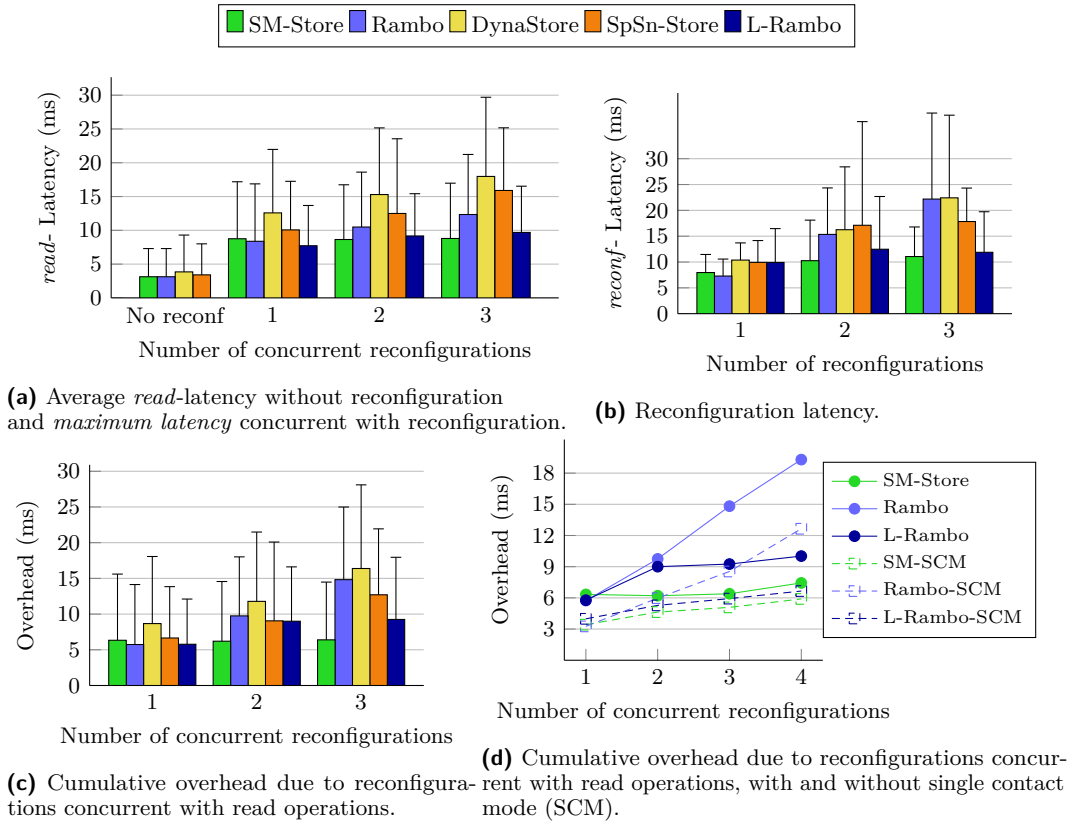 SM-Store Rambo DynaStore SpSn-Store L-Rambo
read- Latency (ms)
30
25
20
15
10
5
0
No reconf 1 2 3
Number of concurrent reconfigurations
(a) Average read-latency without reconfiguration
and maximum latency concurrent with reconfiguration.
reconf- Latency (ms)
30
25
20
15
10
5
0
1 2 3
Number of reconfigurations
(b) Reconfiguration latency.
Overhead (ms)
30
25
20
15
10
5
0
1 2 3
Number of concurrent reconfigurations
(c) Cumulative overhead due to reconfigura-
tions concurrent with read operations.
Overhead (ms)
18
15
12
9
6
3
1 2 3 4
Number of concurrent reconfigurations
SM-Store
Rambo
L-Rambo
SM-SCM
Rambo-SCM
L-Rambo-SCM
(d) Cumulative overhead due to reconfigurations concur-
rent with read operations, with and without single contact
mode (SCM).